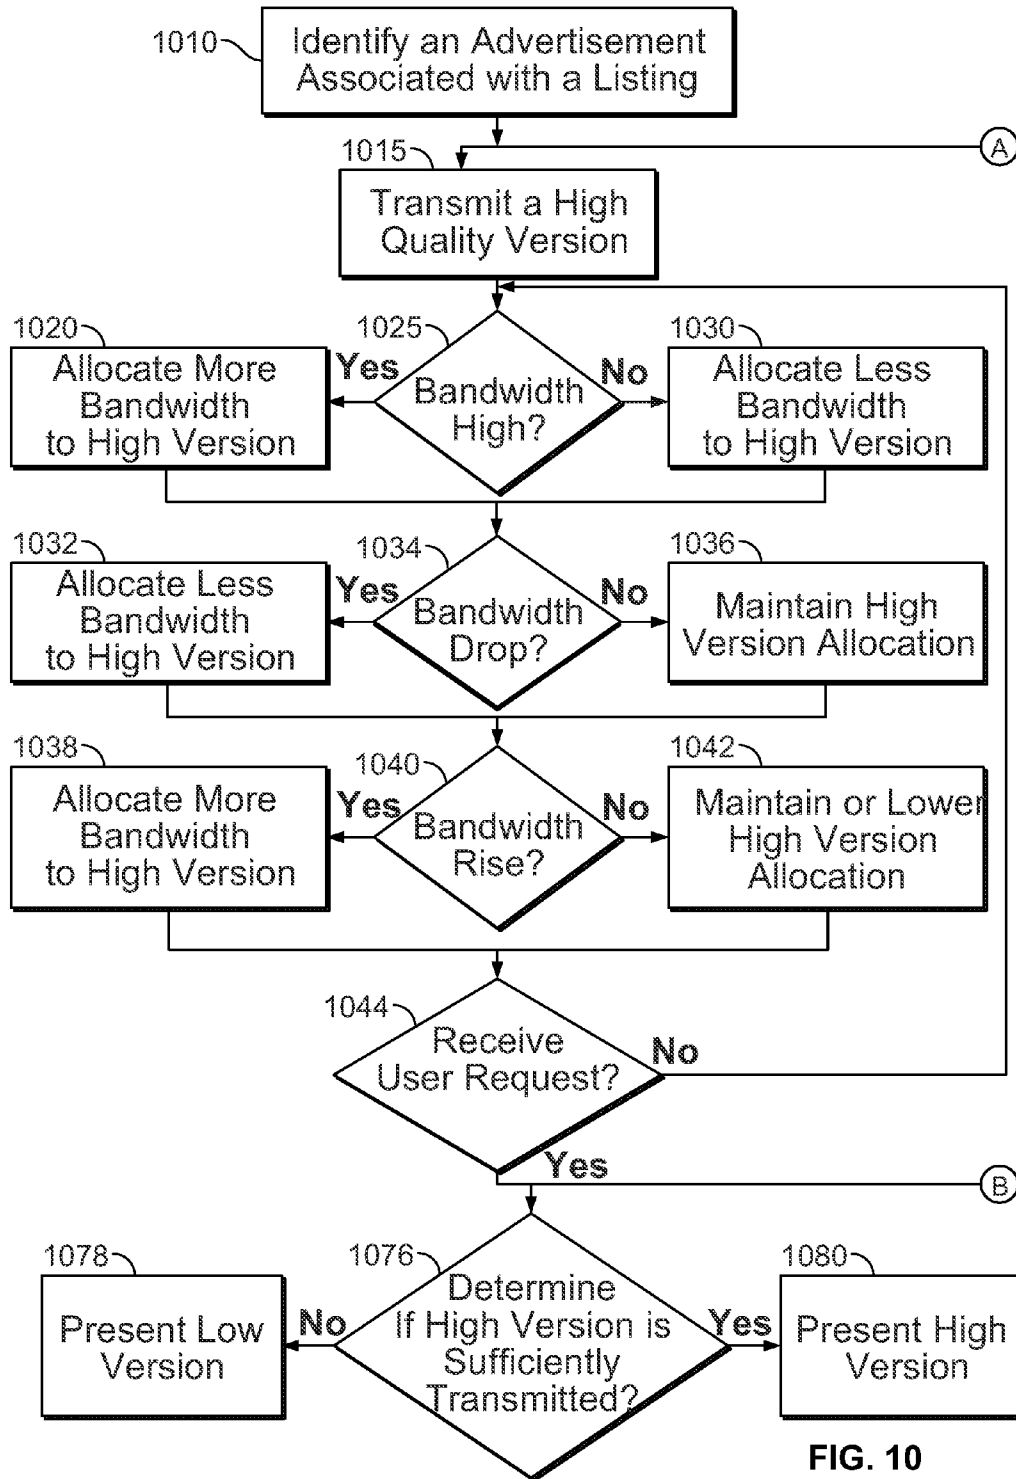 1010
Identify an Advertisement
Associated with a Listing
A
1015
Transmit a High
Quality Version
1020
Allocate More
Bandwidth
to High Version
Yes
1025
Bandwidth
High?
No
1030
Allocate Less
Bandwidth
to High Version
1032
Allocate Less
Bandwidth
to High Version
Yes
1034
Bandwidth
Drop?
No
1036
Maintain High
Version Allocation
1038
Allocate More
Bandwidth
to High Version
Yes
1040
Bandwidth
Rise?
No
1042
Maintain or Lower
High Version
Allocation
1044
Receive
User Request?
No
Yes
B
1078
Present Low
Version
No
1076
Determine
If High Version is
Sufficiently
Transmitted?
Yes
1080
Present High
Version
FIG. 10